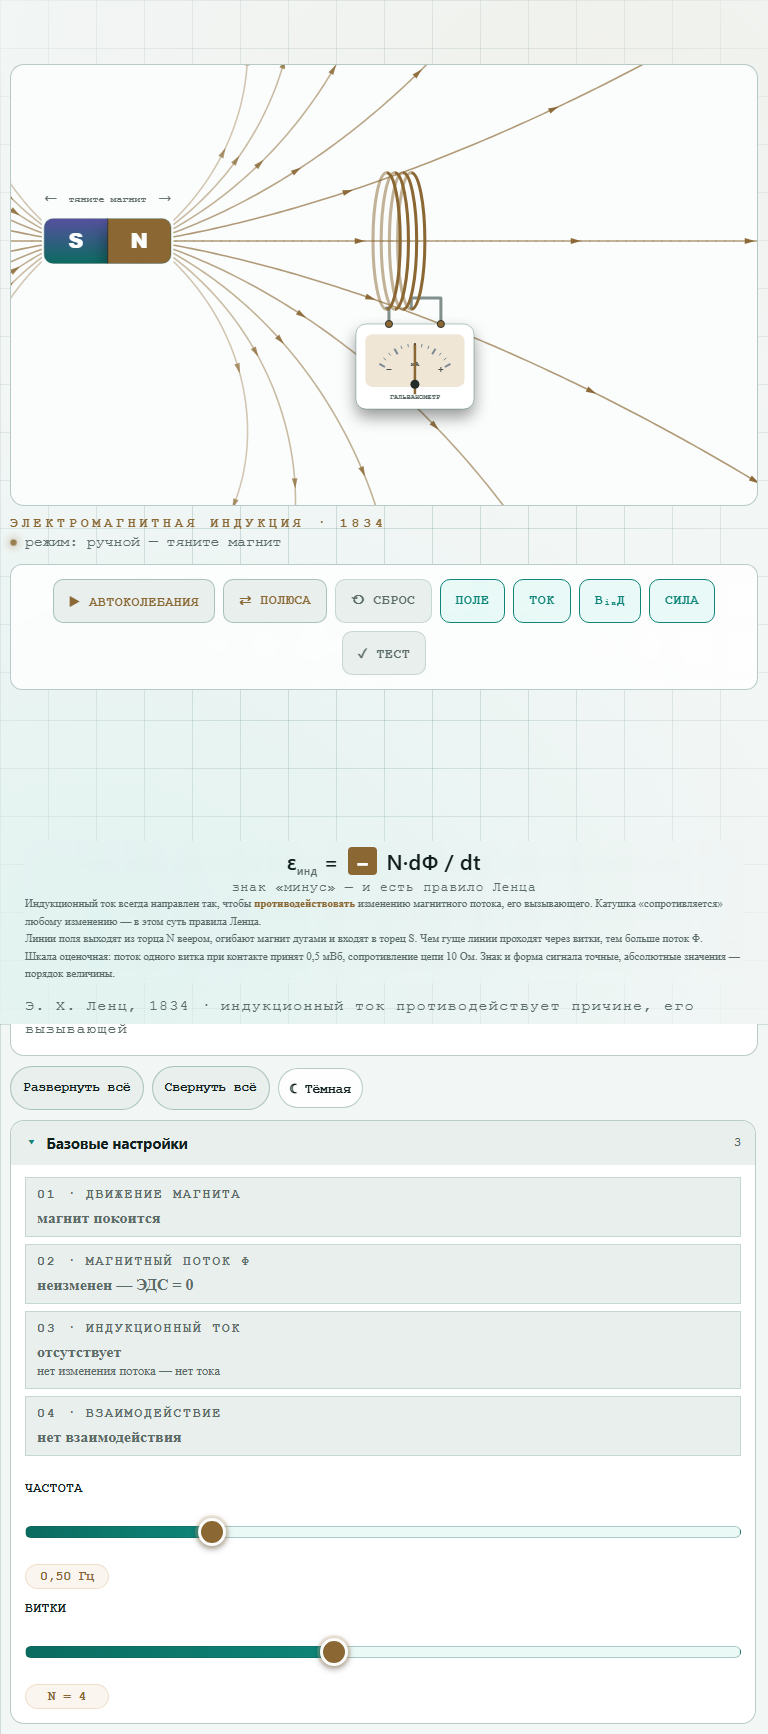 ← тяните магнит →
S N
мА
− +
ГАЛЬВАНОМЕТР
ЭЛЕКТРОМАГНИТНАЯ ИНДУКЦИЯ · 1834
режим: ручной — тяните магнит
▶ АВТОКОЛЕБАНИЯ
⇄ ПОЛЮСА
⟲ СБРОС
ПОЛЕ
ТОК
BᵢₙД
СИЛА
✓ ТЕСТ
εинд = − N·dΦ / dt
знак «минус» — и есть правило Ленца
Индукционный ток всегда направлен так, чтобы противодействовать изменению магнитного потока, его вызывающего. Катушка «сопротивляется»
любому изменению — в этом суть правила Ленца.
Линии поля выходят из торца N веером, огибают магнит дугами и входят в торец S. Чем гуще линии проходят через витки, тем больше поток Ф.
Шкала оценочная: поток одного витка при контакте принят 0,5 мВб, сопротивление цепи 10 Ом. Знак и форма сигнала точные, абсолютные значения —
порядок величины.
Э. Х. Ленц, 1834 · индукционный ток противодействует причине, его
вызывающей
Развернуть всё
Свернуть всё
☾ Тёмная
▾ Базовые настройки 3
01 · ДВИЖЕНИЕ МАГНИТА
магнит покоится
02 · МАГНИТНЫЙ ПОТОК Φ
неизменен — ЭДС = 0
03 · ИНДУКЦИОННЫЙ ТОК
отсутствует
нет изменения потока — нет тока
04 · ВЗАИМОДЕЙСТВИЕ
нет взаимодействия
ЧАСТОТА
0,50 Гц
ВИТКИ
N = 4